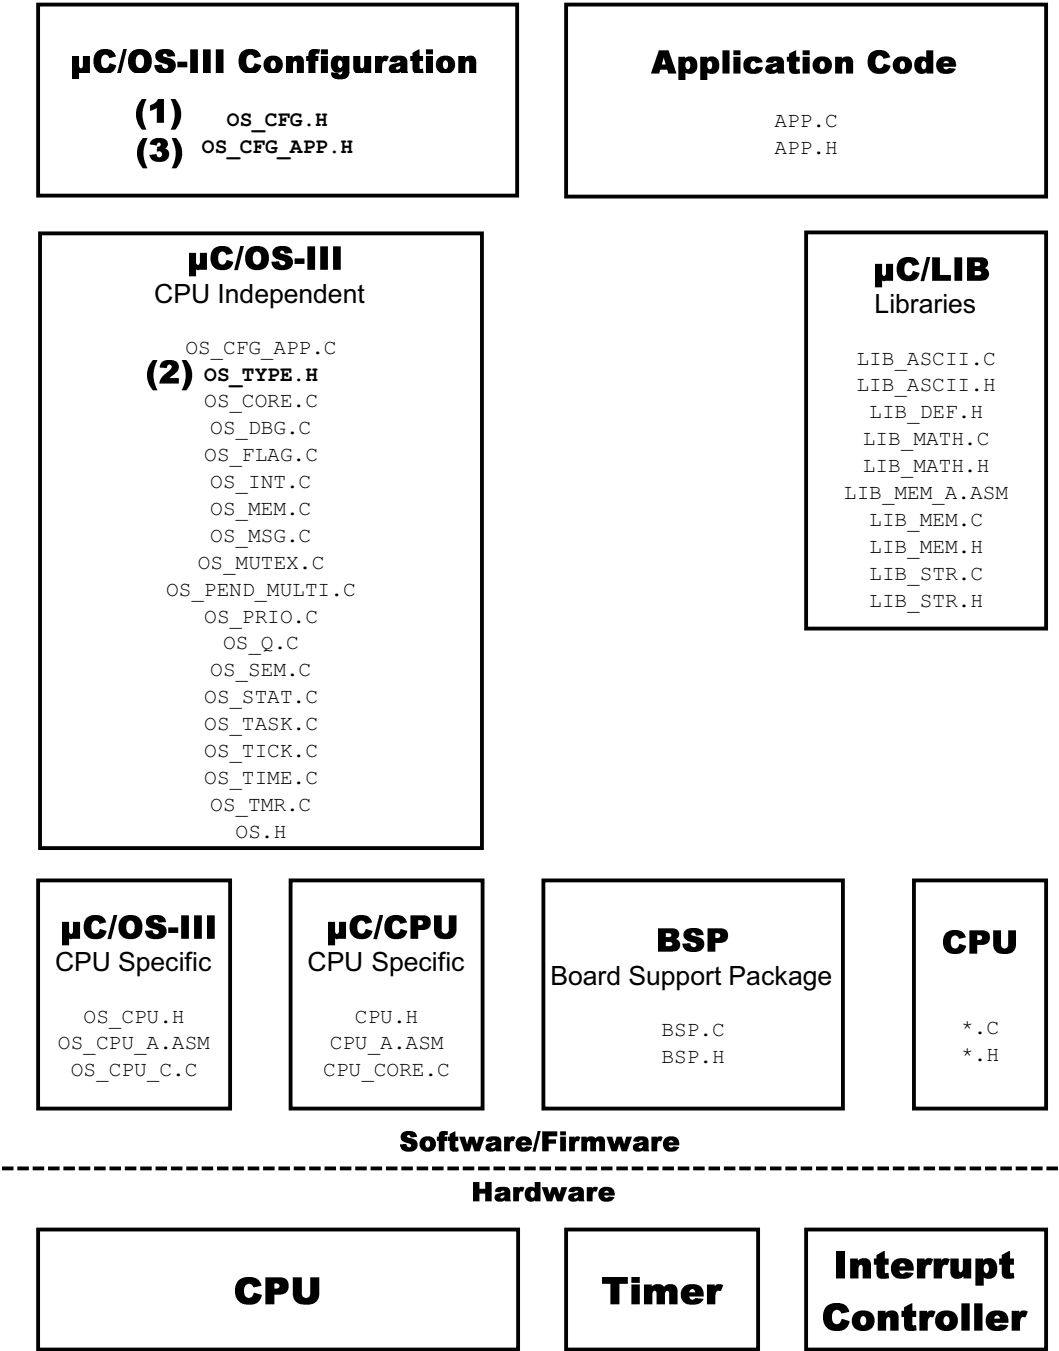 µC/OS-III Configuration
(1) OS_CFG.H
(3) OS_CFG_APP.H
Application Code
APP.C
APP.H
µC/OS-III
CPU Independent
OS_CFG_APP.C
(2) OS_TYPE.H
OS_CORE.C
OS_DBG.C
OS_FLAG.C
OS_INT.C
OS_MEM.C
OS_MSG.C
OS_MUTEX.C
OS_PEND_MULTI.C
OS_PRIO.C
OS_Q.C
OS_SEM.C
OS_STAT.C
OS_TASK.C
OS_TICK.C
OS_TIME.C
OS_TMR.C
OS.H
µC/LIB
Libraries
LIB_ASCII.C
LIB_ASCII.H
LIB_DEF.H
LIB_MATH.C
LIB_MATH.H
LIB_MEM_A.ASM
LIB_MEM.C
LIB_MEM.H
LIB_STR.C
LIB_STR.H
µC/OS-III
CPU Specific
OS_CPU.H
OS_CPU_A.ASM
OS_CPU_C.C
µC/CPU
CPU Specific
CPU.H
CPU_A.ASM
CPU_CORE.C
BSP
Board Support Package
BSP.C
BSP.H
CPU
*.C
*.H
Software/Firmware
Hardware
CPU
Timer
Interrupt
Controller